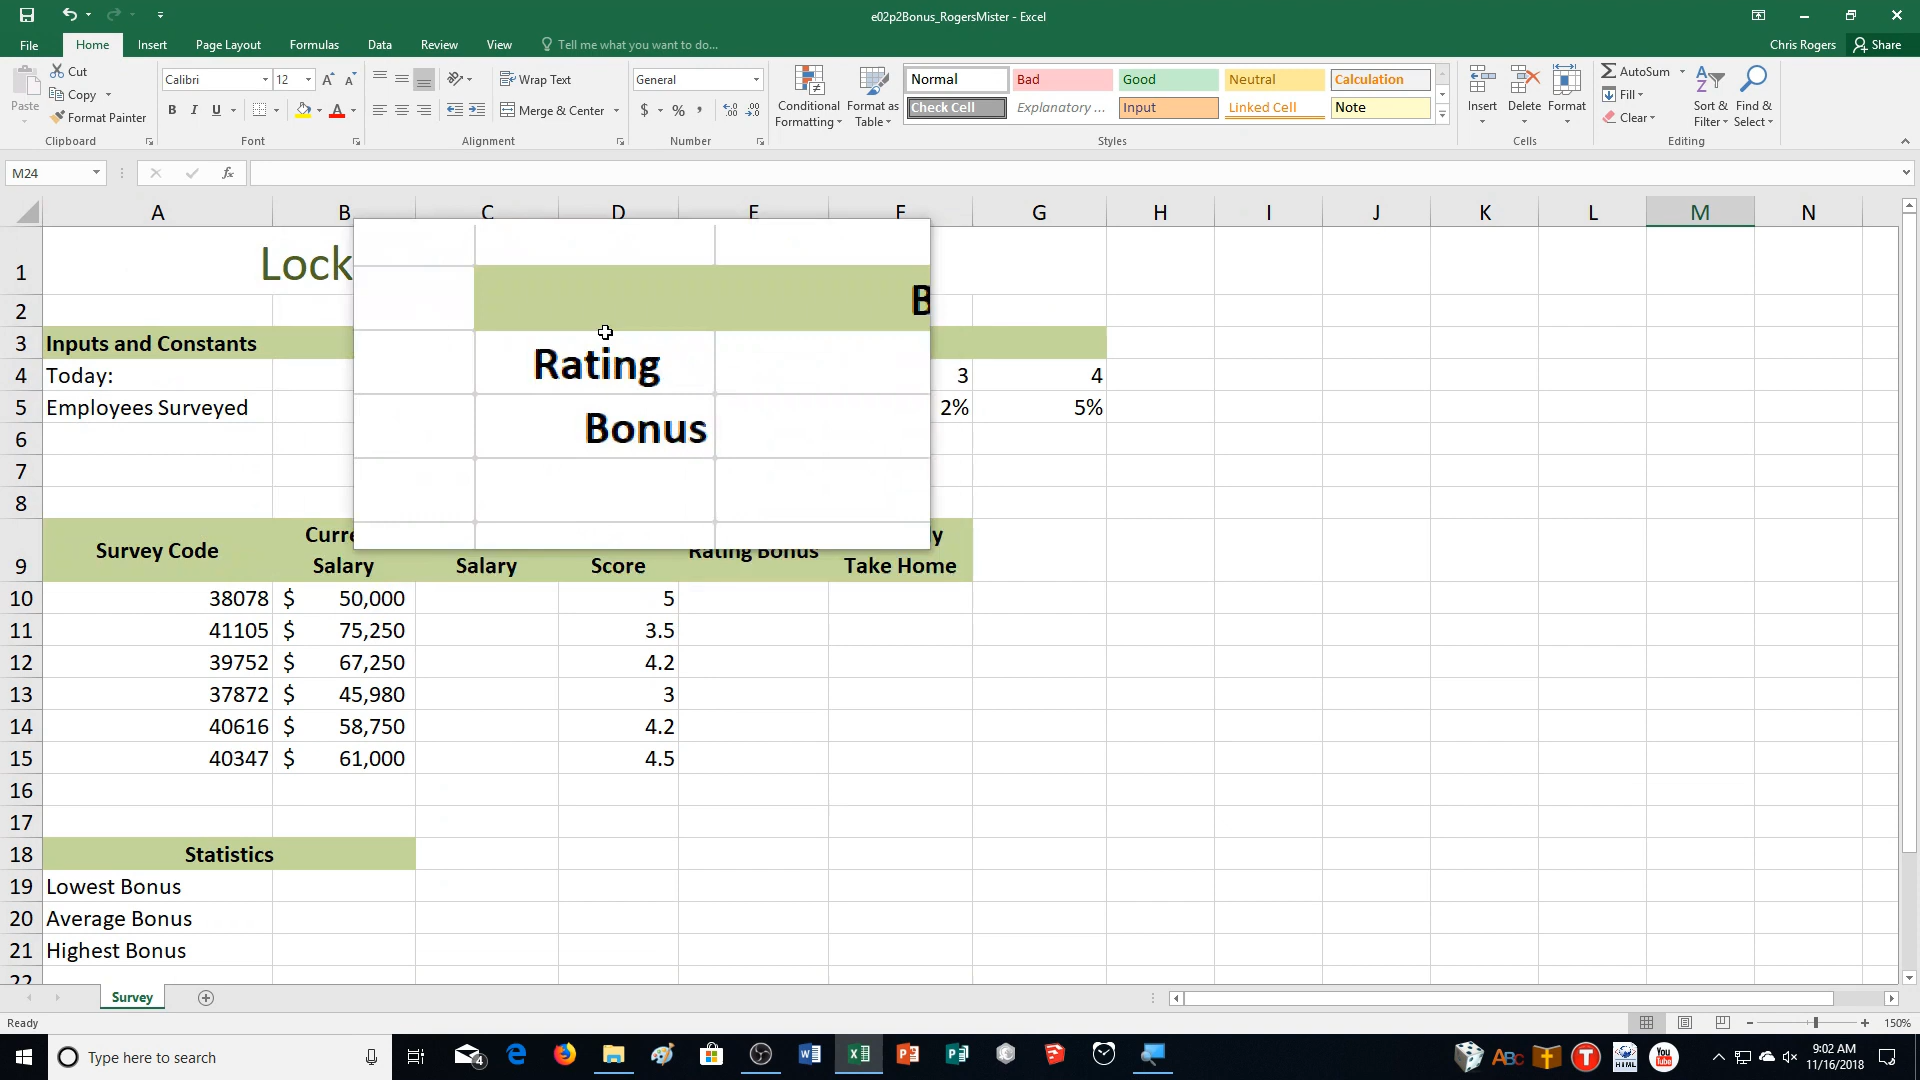 e02p2Bonus_RogersMister - Excel
File Home Insert Page Layout Formulas Data Review View Tell me what you want to do... Chris Rogers Share
Paste Cut Copy Format Painter
Calibri 12 B I U
Wrap Text Merge & Center
General $ % ,
Conditional Formatting Format as Table
Normal Bad Good Neutral Calculation
Check Cell Explanatory ... Input Linked Cell Note
Insert Delete Format
AutoSum Fill Clear Sort & Filter Find & Select
Clipboard Font Alignment Number Styles Cells Editing
M24 fx
A B C D E F G H I J K L M N
1 Lock
2 B
3 Inputs and Constants
4 Today: Rating 3 4
5 Employees Surveyed Bonus 2% 5%
6
7
8
9 Survey Code Salary Salary Score Rating Bonus Take Home
10 38078 $ 50,000 5
11 41105 $ 75,250 3.5
12 39752 $ 67,250 4.2
13 37872 $ 45,980 3
14 40616 $ 58,750 4.2
15 40347 $ 61,000 4.5
16
17
18 Statistics
19 Lowest Bonus
20 Average Bonus
21 Highest Bonus
22
Survey
Ready 150%
Type here to search 4 ABC HTML You Tube 9:02 AM
11/16/2018